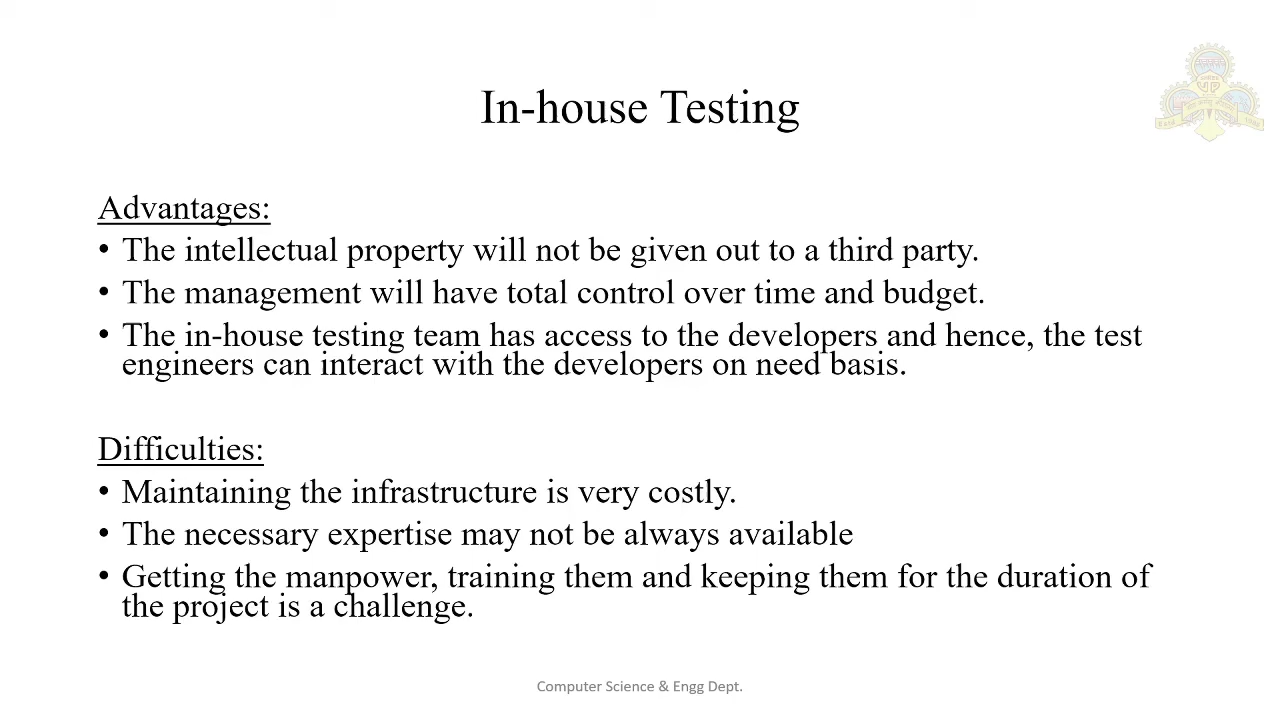 In-house Testing
Advantages:
• The intellectual property will not be given out to a third party.
• The management will have total control over time and budget.
• The in-house testing team has access to the developers and hence, the test
engineers can interact with the developers on need basis.
Difficulties:
• Maintaining the infrastructure is very costly.
• The necessary expertise may not be always available
• Getting the manpower, training them and keeping them for the duration of
the project is a challenge.
Computer Science & Engg Dept.